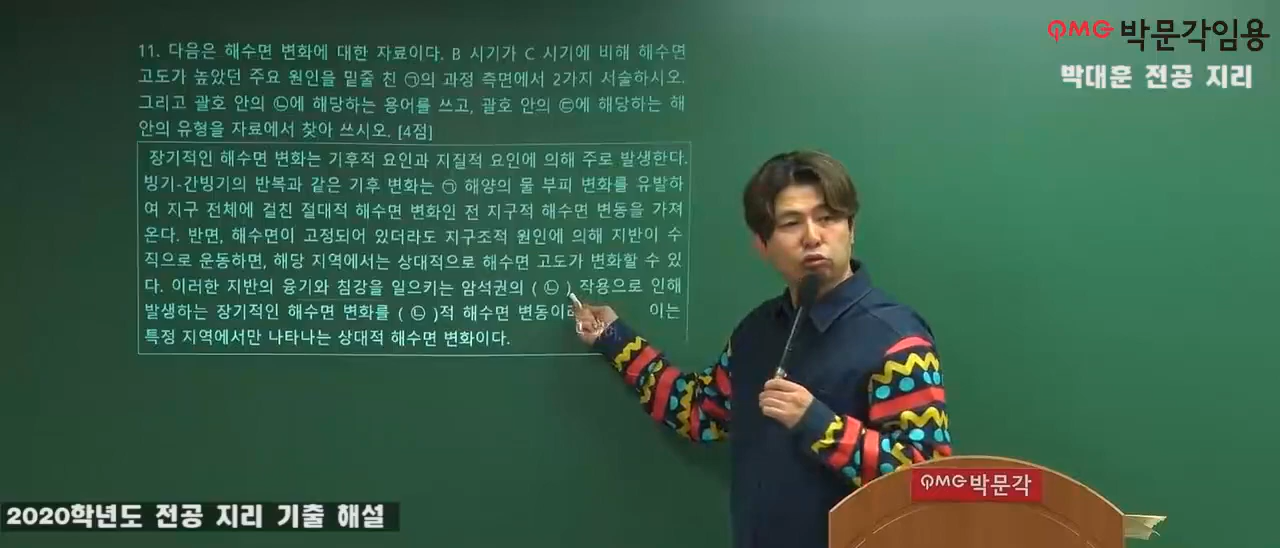 PMG 박문각임용
박대훈 전공 지리
11. 다음은 해수면 변화에 대한 자료이다. B 시기가 C 시기에 비해 해수면
고도가 높았던 주요 원인을 밑줄 친 ㉠의 과정 측면에서 2가지 서술하시오.
그리고 괄호 안의 ㉡에 해당하는 용어를 쓰고, 괄호 안의 ㉢에 해당하는 해
안의 유형을 자료에서 찾아 쓰시오. [4점]
장기적인 해수면 변화는 기후적 요인과 지질적 요인에 의해 주로 발생한다.
빙기-간빙기의 반복과 같은 기후 변화는 ㉠ 해양의 물 부피 변화를 유발하
여 지구 전체에 걸친 절대적 해수면 변화인 전 지구적 해수면 변동을 가져
온다. 반면, 해수면이 고정되어 있더라도 지구조적 원인에 의해 지반이 수
직으로 운동하면, 해당 지역에서는 상대적으로 해수면 고도가 변화할 수 있
다. 이러한 지반의 융기와 침강을 일으키는 암석권의 ( ㉡ ) 작용으로 인해
발생하는 장기적인 해수면 변화를 ( ㉡ )적 해수면 변동이라 이는
특정 지역에서만 나타나는 상대적 해수면 변화이다.
PMG 박문각
2020학년도 전공 지리 기출 해설